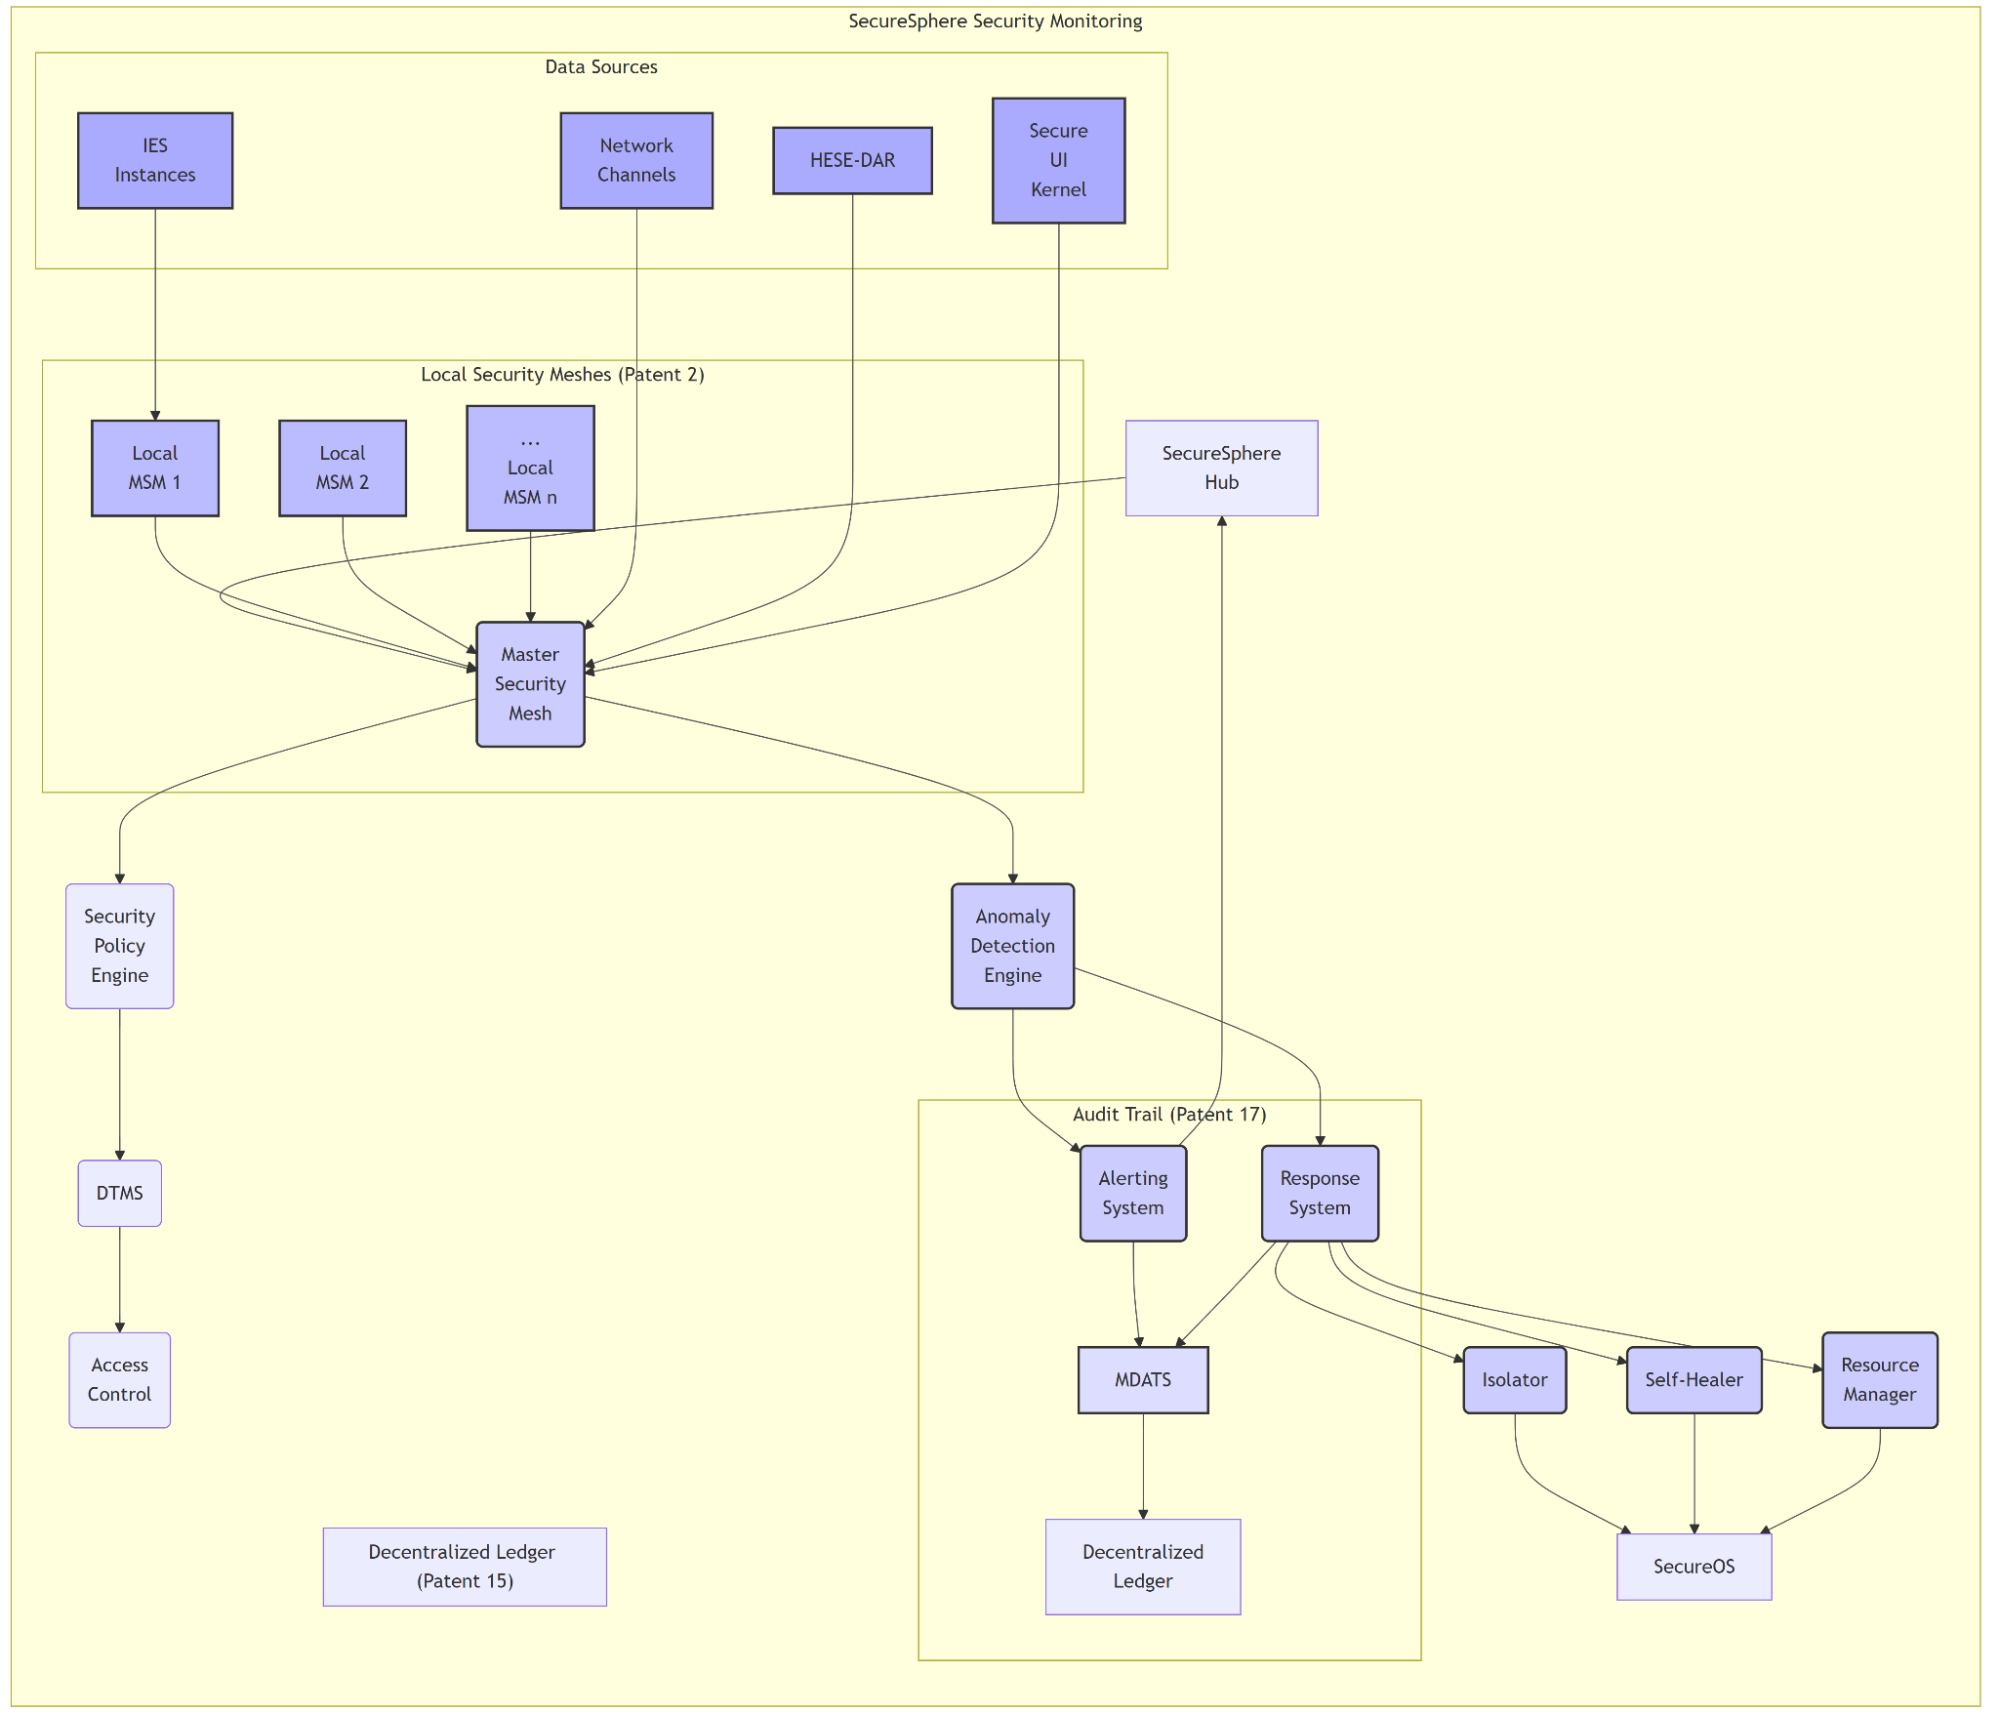 SecureSphere Security Monitoring
Data Sources
IES
Instances
Network
Channels
HESE-DAR
Secure
UI
Kernel
Local Security Meshes (Patent 2)
Local
MSM 1
Local
MSM 2
...
Local
MSM n
SecureSphere
Hub
Master
Security
Mesh
Security
Policy
Engine
Anomaly
Detection
Engine
Audit Trail (Patent 17)
DTMS
Alerting
System
Response
System
Access
Control
MDATS
Isolator
Self-Healer
Resource
Manager
Decentralized Ledger
(Patent 15)
Decentralized
Ledger
SecureOS